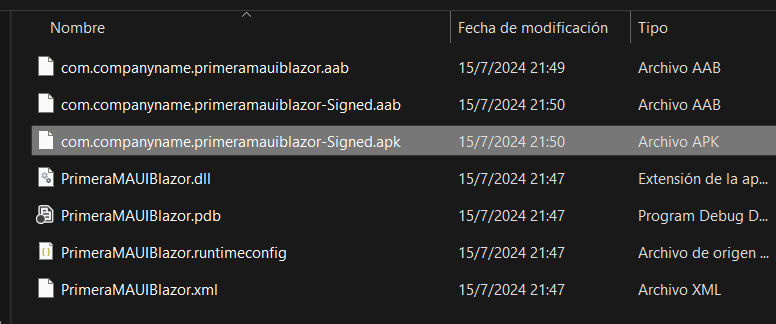 Nombre Fecha de modificación Tipo
com.companyname.primeramauiblazor.aab 15/7/2024 21:49 Archivo AAB
com.companyname.primeramauiblazor-Signed.aab 15/7/2024 21:50 Archivo AAB
com.companyname.primeramauiblazor-Signed.apk 15/7/2024 21:50 Archivo APK
PrimeraMAUIBlazor.dll 15/7/2024 21:47 Extensión de la ap...
PrimeraMAUIBlazor.pdb 15/7/2024 21:47 Program Debug D...
PrimeraMAUIBlazor.runtimeconfig 15/7/2024 21:47 Archivo de origen ...
PrimeraMAUIBlazor.xml 15/7/2024 21:47 Archivo XML